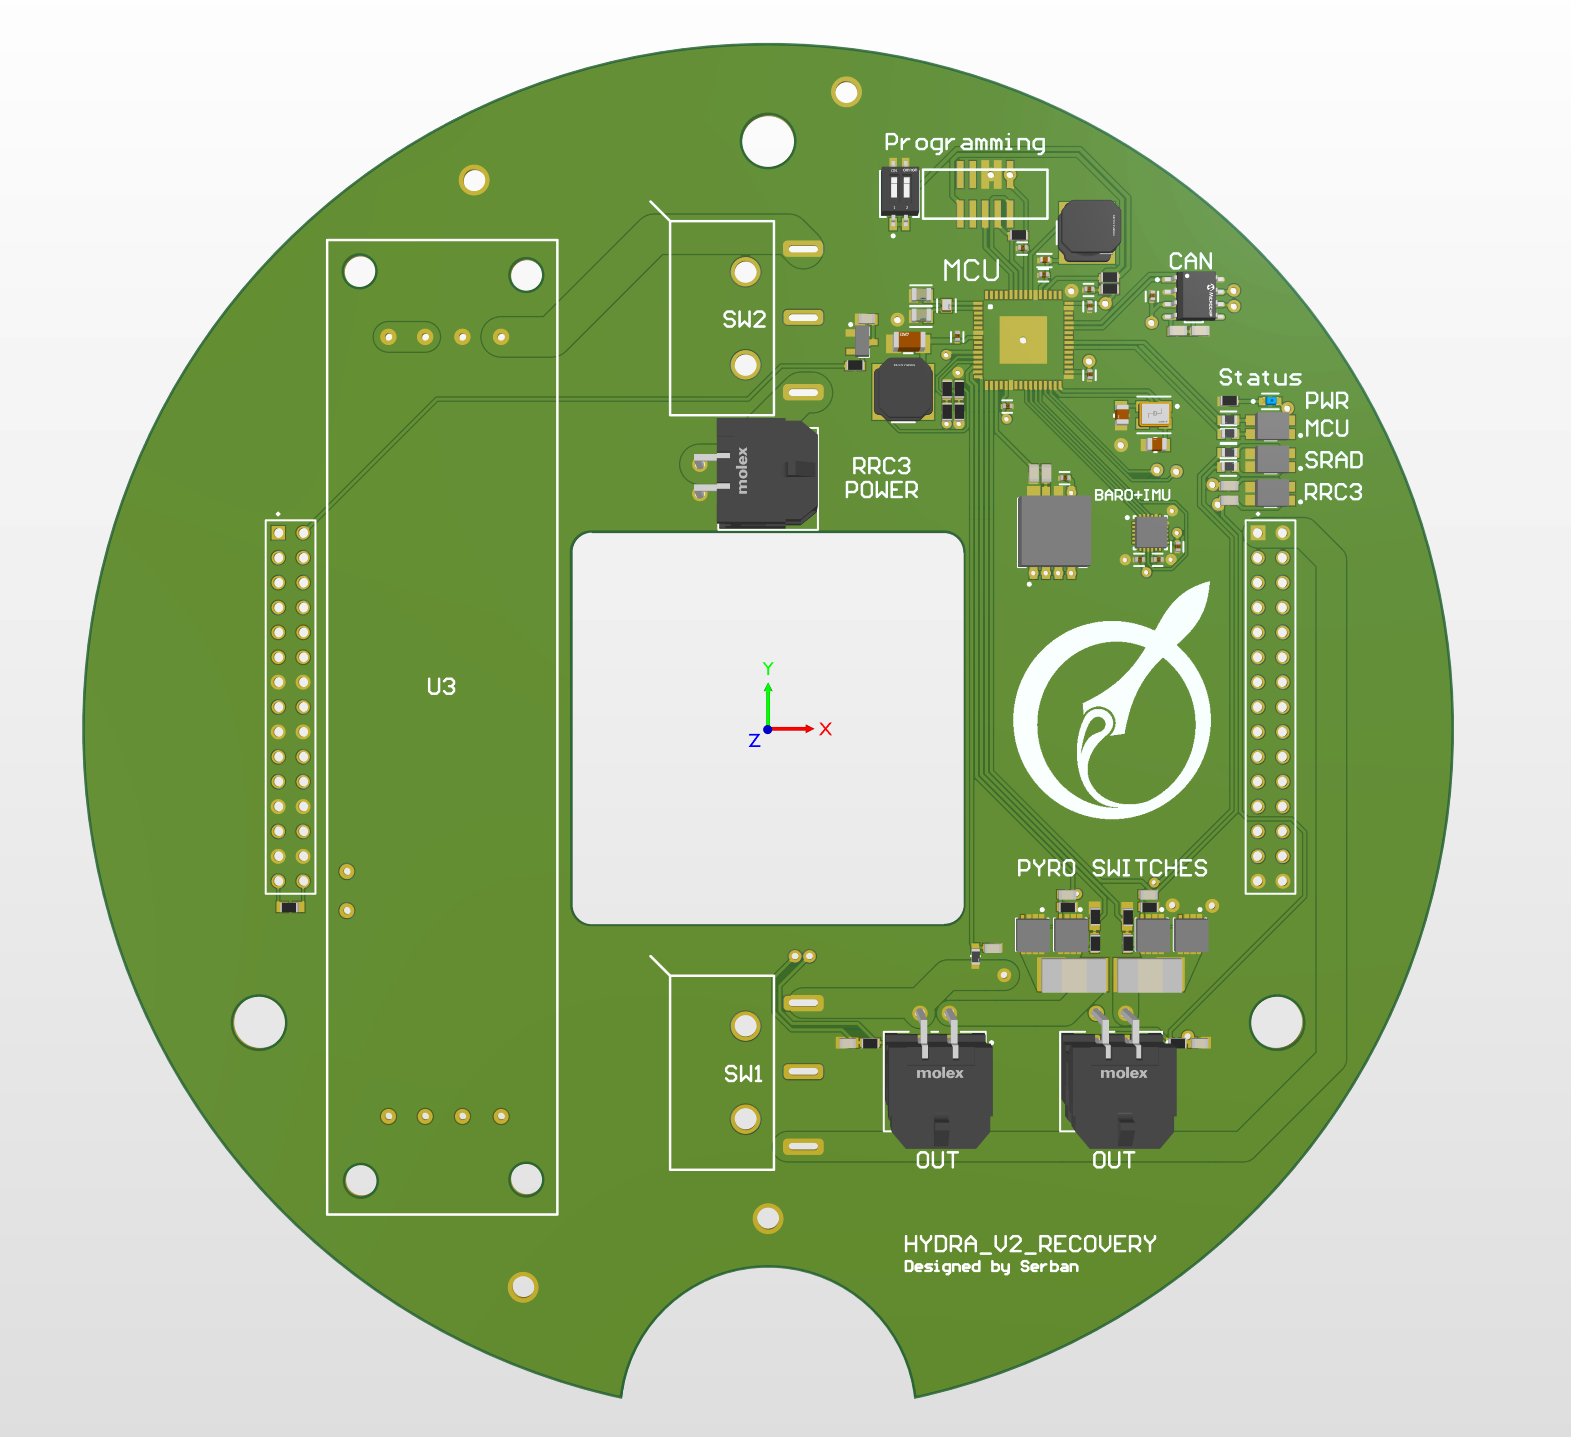 Programming
MCU
CAN
SW2
Status
PWR
MCU
SRAD
RRC3
molex
RRC3
POWER
BARO+IMU
U3
Y
X
Z
PYRO SWITCHES
SW1
molex
molex
OUT
OUT
HYDRA_V2_RECOVERY
Designed by Serban